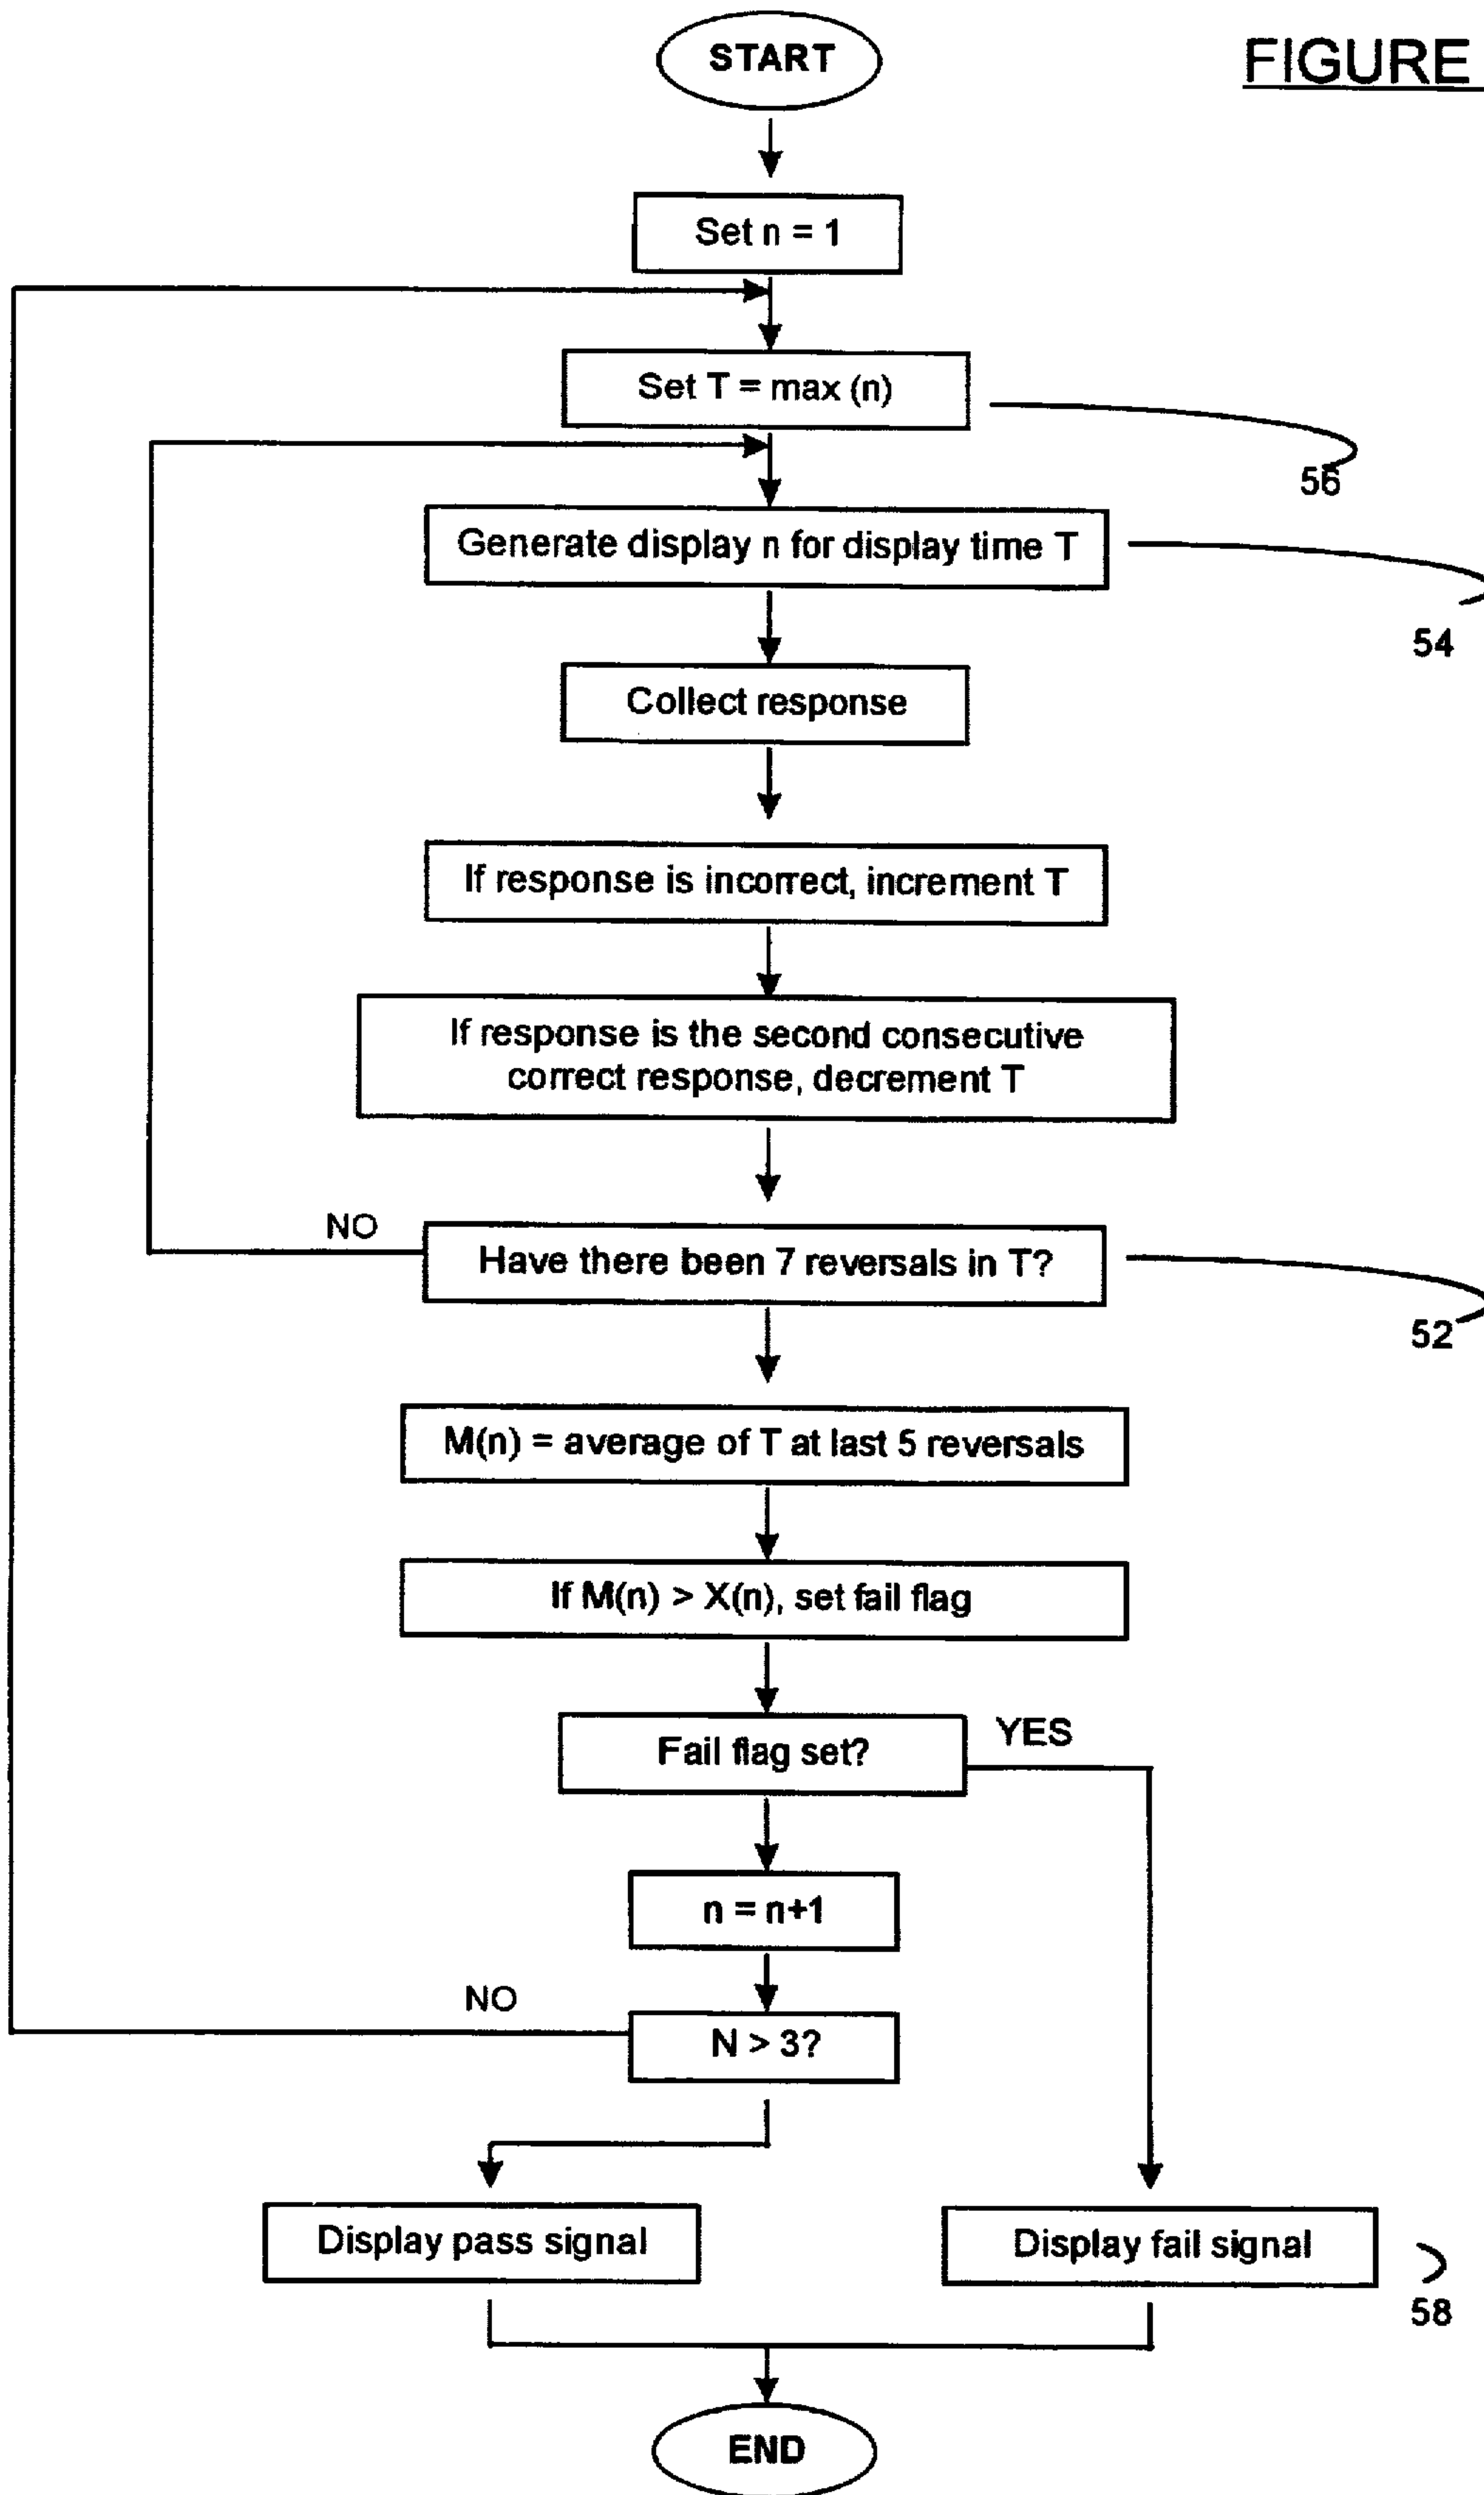 START
FIGURE
Set n = 1
Set T = max (n)
56
Generate display n for display time T
54
Collect response
If response is incorrect, increment T
If response is the second consecutive
correct response, decrement T
NO
Have there been 7 reversals in T?
52
M(n) = average of T at last 5 reversals
If M(n) > X(n), set fail flag
Fail flag set?
YES
n = n+1
NO
N > 3?
Display pass signal
Display fail signal
58
END